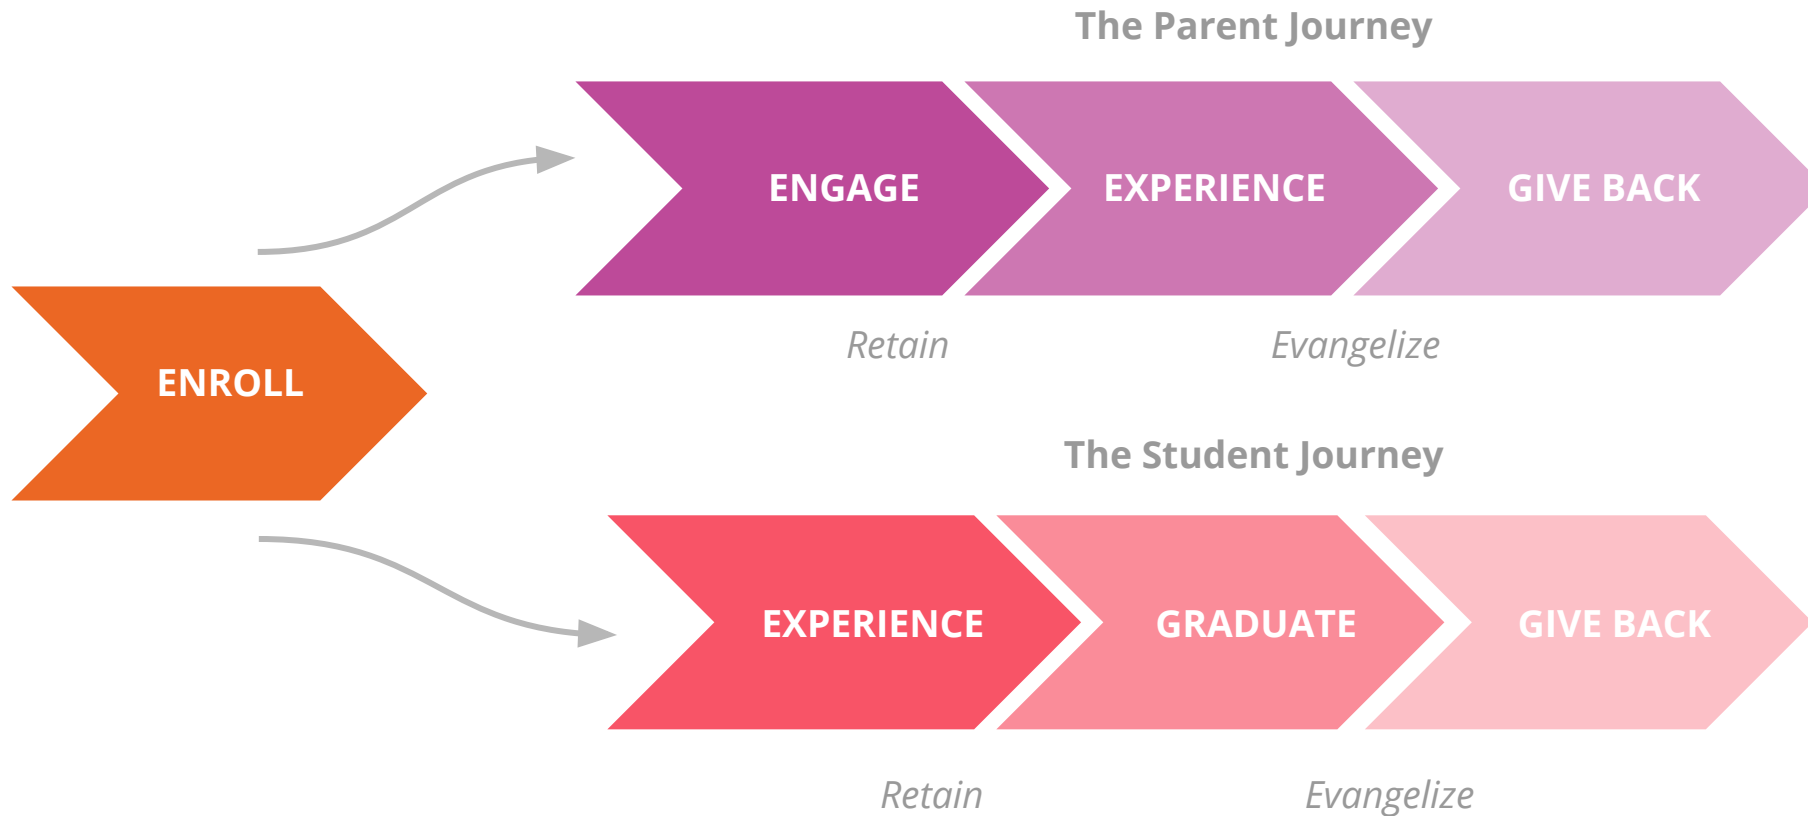 The Parent Journey
ENGAGE
EXPERIENCE
GIVE BACK
Retain
Evangelize
ENROLL
The Student Journey
EXPERIENCE
GRADUATE
GIVE BACK
Retain
Evangelize